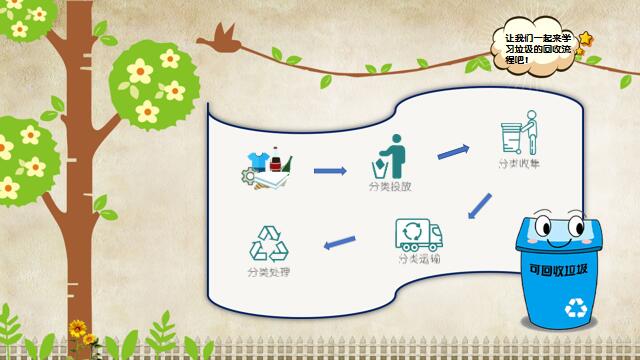 让我们一起来学
习垃圾的回收流
程吧！
分类投放
分类收集
分类处理
分类运输
可回收垃圾